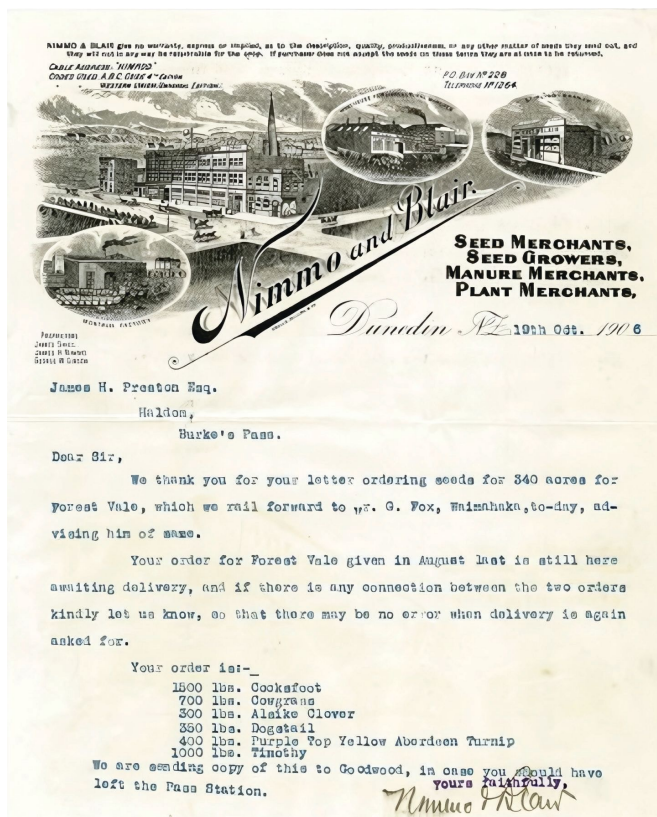 NIMMO & BLAIR give no warranty, express or implied, as to the description, quality, productiveness, or any other matter of seeds they send out, and
they will not in any way be responsible for the crop. If purchaser does not accept the seeds on these terms they are at once to be returned.
CABLE ADDRESS: "NIMMOS"
CODES USED. A.B.C. CODE 4TH EDITION
WESTERN UNION, UNIVERSAL EDITION.
P.O. BOX Nº 228
TELEPHONE Nº 1264.
Nimmo and Blair.
SEED MERCHANTS,
SEED GROWERS,
MANURE MERCHANTS,
PLANT MERCHANTS,
Dunedin NZ 19th Oct. 1906
James H. Preston Esq.
Haldom,
Burke's Pass.
Dear Sir,
We thank you for your letter ordering seeds for 340 acres for
Forest Vale, which we rail forward to Mr. G. Fox, Waimahaka,to-day, ad-
vising him of same.
Your order for Forest Vale given in August last is still here
awaiting delivery, and if there is any connection between the two orders
kindly let us know, so that there may be no error when delivery is again
asked for.
Your order is:-_
1500 lbs. Cocksfoot
700 lbs. Cowgrass
300 lbs. Alsike Clover
350 lbs. Dogstail
400 lbs. Purple Top Yellow Aberdeen Turnip
1000 lbs. Timothy
We are sending copy of this to Goodwood, in case you should have
left the Pass Station.
yours faithfully,
Nimmo & Blair